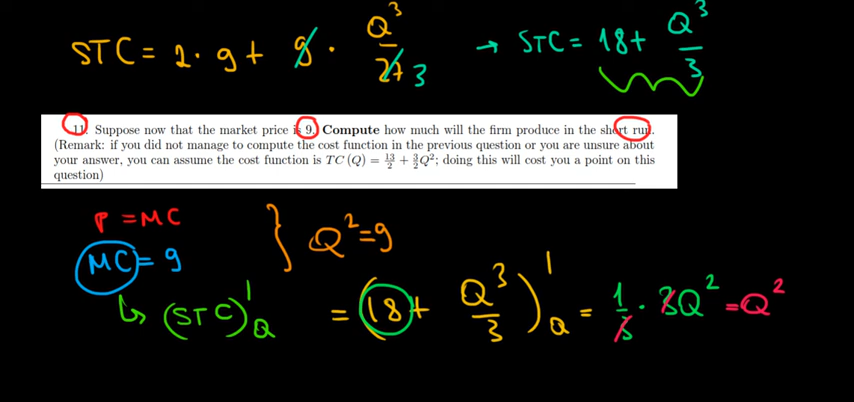 STC = 2 · 9 + 9 · Q³/27 3 → STC = 18 + Q³/3
11. Suppose now that the market price is 9. Compute how much will the firm produce in the short run.
(Remark: if you did not manage to compute the cost function in the previous question or you are unsure about
your answer, you can assume the cost function is TC(Q) = 13/2 + 3/2Q²; doing this will cost you a point on this
question)
P = MC
MC = 9 } Q² = 9
↳ (STC)'Q = (18 + Q³/3)'Q = 1/3 · 3Q² = Q²